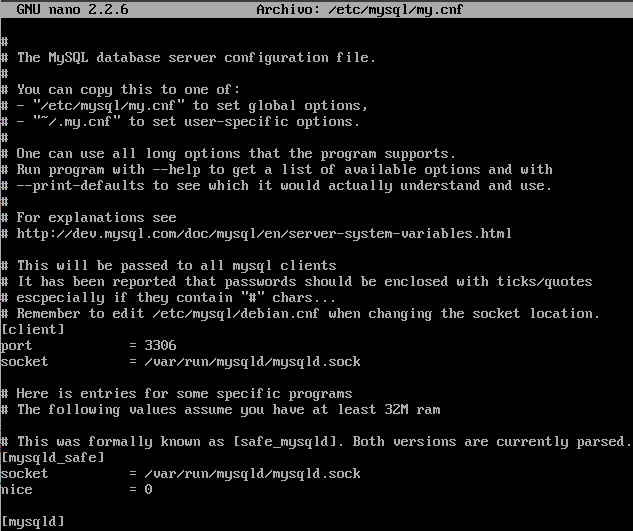 GNU nano 2.2.6 Archivo: /etc/mysql/my.cnf
#
# The MySQL database server configuration file.
#
# You can copy this to one of:
# - "/etc/mysql/my.cnf" to set global options,
# - "~/.my.cnf" to set user-specific options.
#
# One can use all long options that the program supports.
# Run program with --help to get a list of available options and with
# --print-defaults to see which it would actually understand and use.
#
# For explanations see
# http://dev.mysql.com/doc/mysql/en/server-system-variables.html
# This will be passed to all mysql clients
# It has been reported that passwords should be enclosed with ticks/quotes
# escpecially if they contain "#" chars...
# Remember to edit /etc/mysql/debian.cnf when changing the socket location.
[client]
port = 3306
socket = /var/run/mysqld/mysqld.sock
# Here is entries for some specific programs
# The following values assume you have at least 32M ram
# This was formally known as [safe_mysqld]. Both versions are currently parsed.
[mysqld_safe]
socket = /var/run/mysqld/mysqld.sock
nice = 0
[mysqld]